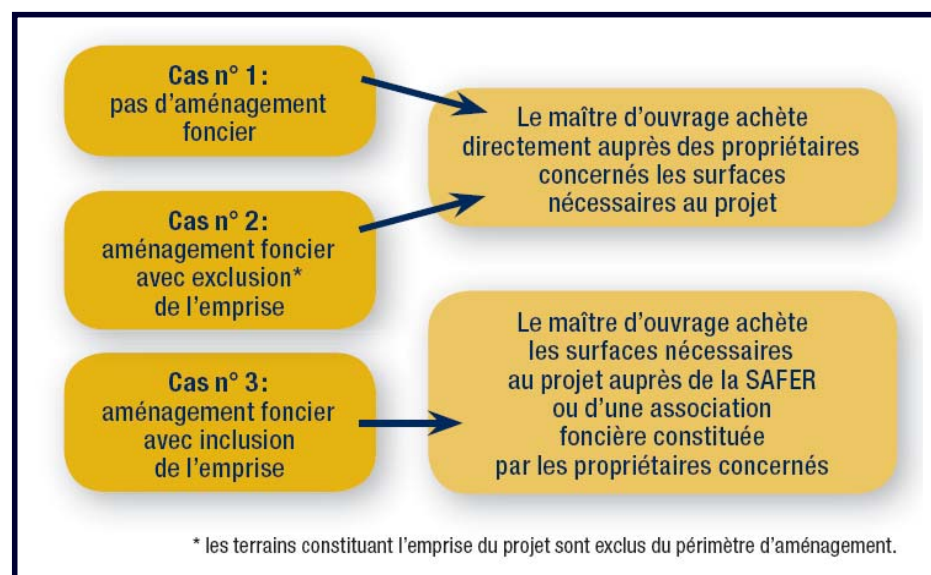 Cas n° 1 :
pas d'aménagement
foncier
Le maître d'ouvrage achète
directement auprès des propriétaires
concernés les surfaces
nécessaires au projet
Cas n° 2 :
aménagement foncier
avec exclusion*
de l'emprise
Cas n° 3 :
aménagement foncier
avec inclusion
de l'emprise
Le maître d'ouvrage achète
les surfaces nécessaires
au projet auprès de la SAFER
ou d'une association
foncière constituée
par les propriétaires concernés
* les terrains constituant l'emprise du projet sont exclus du périmètre d'aménagement.